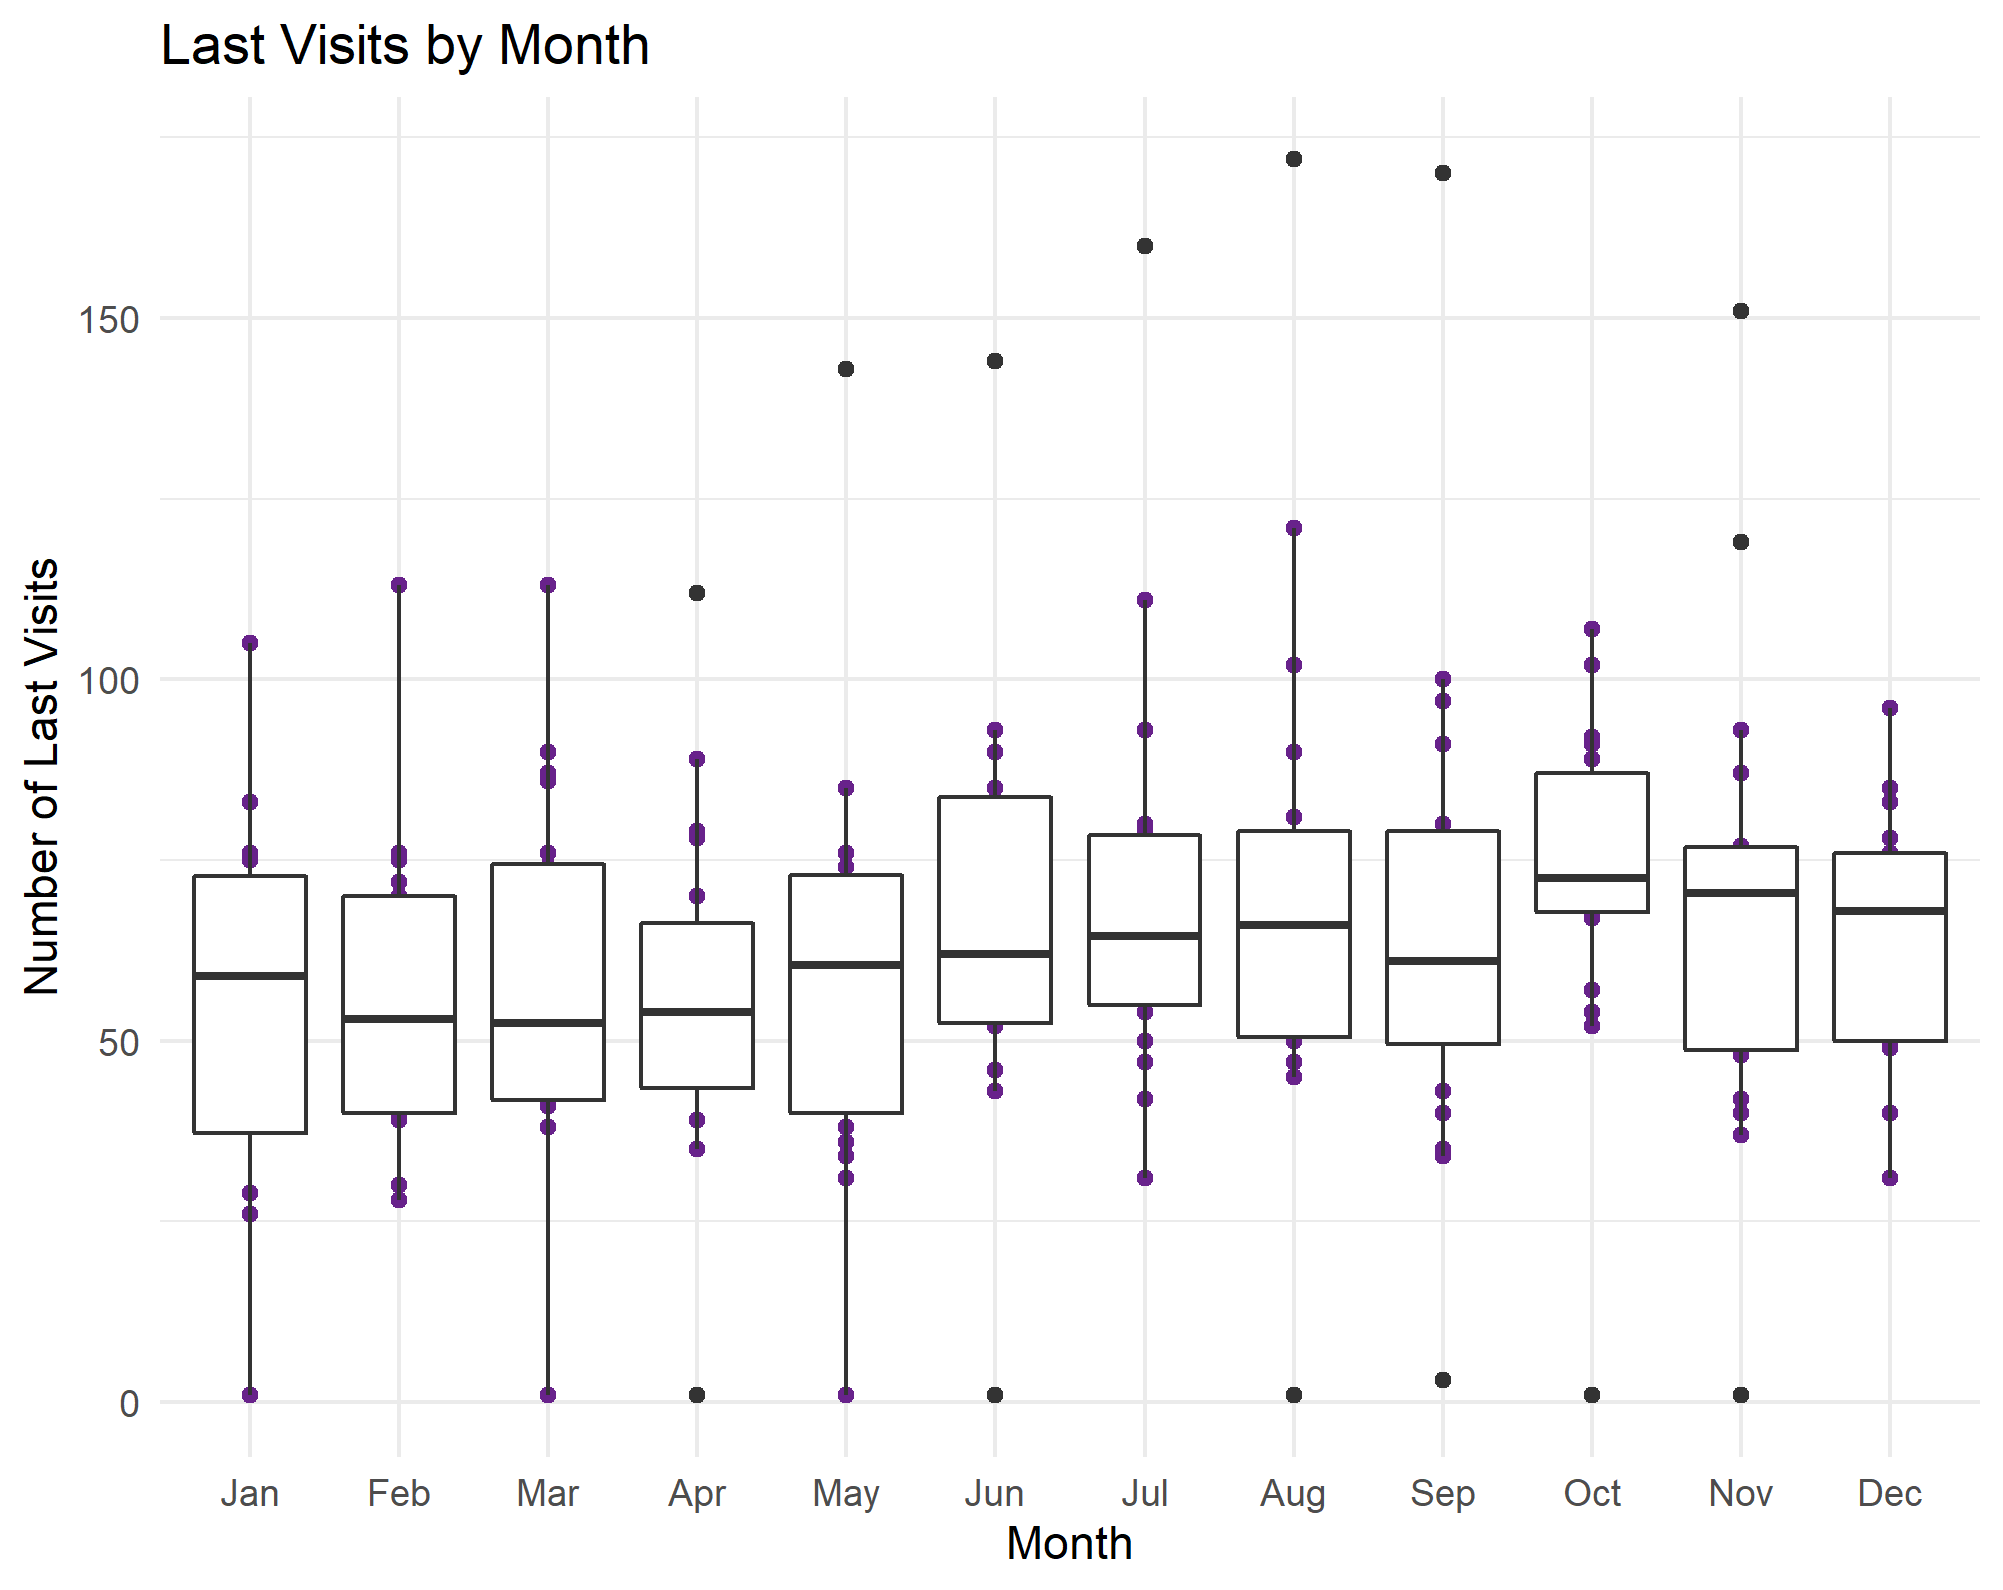 Last Visits by Month
Number of Last Visits
150
100
50
0
Jan Feb Mar Apr May Jun Jul Aug Sep Oct Nov Dec
Month